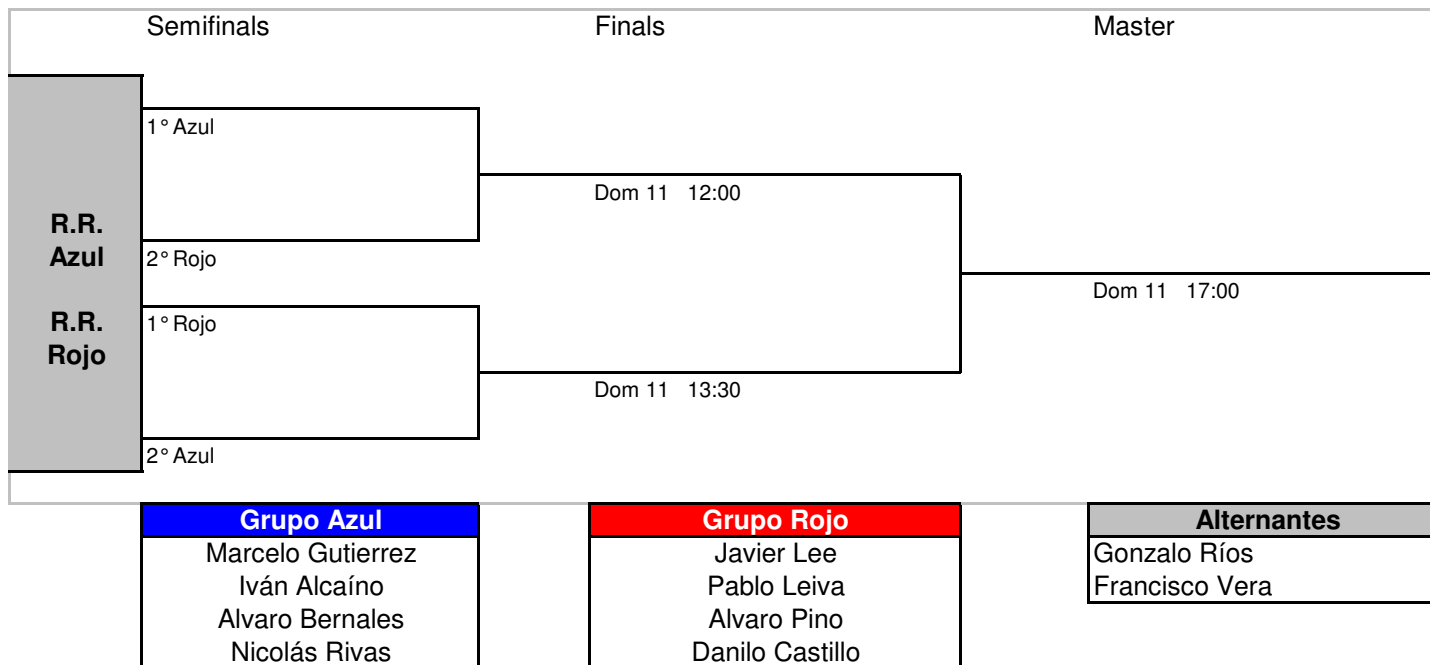 Semifinals Finals Master
1° Azul
Dom 11 12:00
R.R.
Azul
2° Rojo
Dom 11 17:00
R.R.
Rojo
1° Rojo
Dom 11 13:30
2° Azul
Grupo Azul Grupo Rojo Alternantes
Marcelo Gutierrez Javier Lee Gonzalo Ríos
Iván Alcaíno Pablo Leiva Francisco Vera
Alvaro Bernales Alvaro Pino
Nicolás Rivas Danilo Castillo